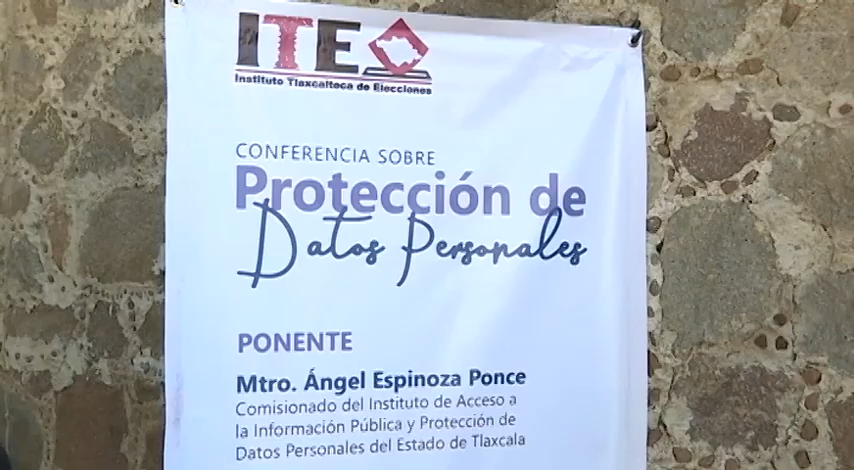 ITE
Instituto Tlaxcalteca de Elecciones
CONFERENCIA SOBRE
Protección de
Datos Personales
PONENTE
Mtro. Ángel Espinoza Ponce
Comisionado del Instituto de Acceso a
la Información Pública y Protección de
Datos Personales del Estado de Tlaxcala